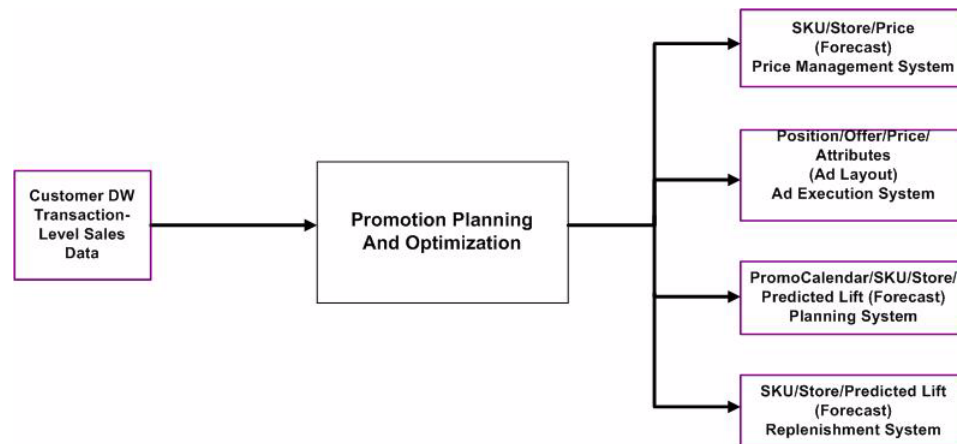 Customer DW
Transaction-
Level Sales
Data
Promotion Planning
And Optimization
SKU/Store/Price
(Forecast)
Price Management System
Position/Offer/Price/
Attributes
(Ad Layout)
Ad Execution System
PromoCalendar/SKU/Store/
Predicted Lift (Forecast)
Planning System
SKU/Store/Predicted Lift
(Forecast)
Replenishment System